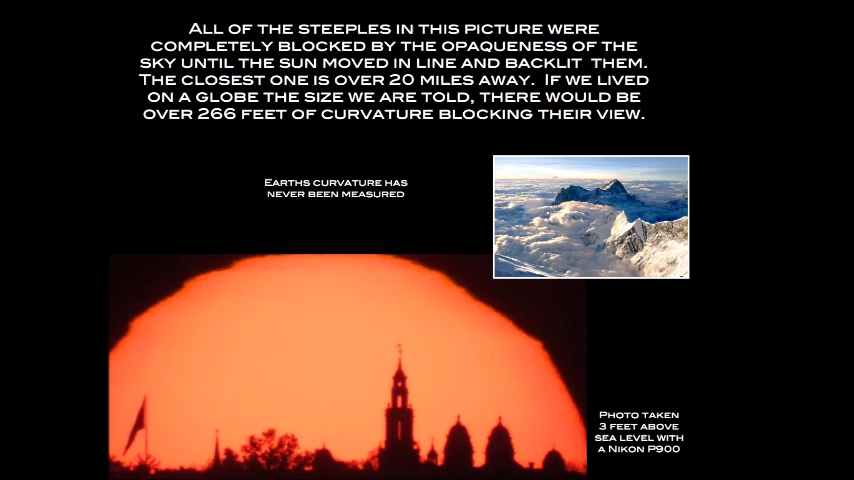 ALL OF THE STEEPLES IN THIS PICTURE WERE
COMPLETELY BLOCKED BY THE OPAQUENESS OF THE
SKY UNTIL THE SUN MOVED IN LINE AND BACKLIT THEM.
THE CLOSEST ONE IS OVER 20 MILES AWAY. IF WE LIVED
ON A GLOBE THE SIZE WE ARE TOLD, THERE WOULD BE
OVER 266 FEET OF CURVATURE BLOCKING THEIR VIEW.
EARTHS CURVATURE HAS
NEVER BEEN MEASURED
PHOTO TAKEN
3 FEET ABOVE
SEA LEVEL WITH
A NIKON P900